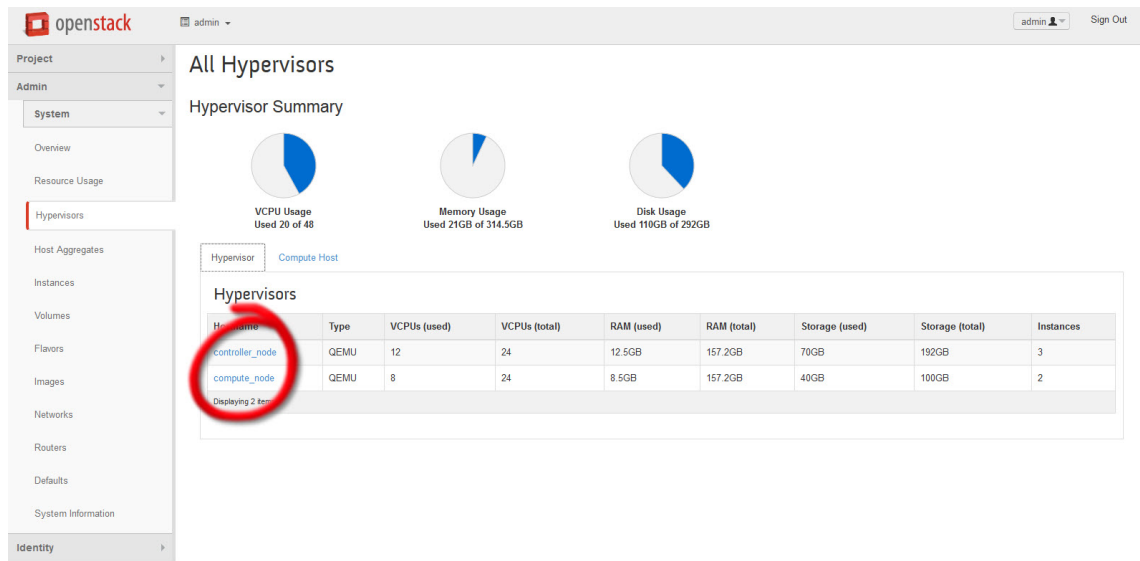 openstack admin admin Sign Out
Project
Admin
System
Overview
Resource Usage
Hypervisors
Host Aggregates
Instances
Volumes
Flavors
Images
Networks
Routers
Defaults
System Information
Identity
All Hypervisors
Hypervisor Summary
VCPU Usage
Used 20 of 48
Memory Usage
Used 21GB of 314.5GB
Disk Usage
Used 110GB of 292GB
Hypervisor Compute Host
Hypervisors
Type VCPUs (used) VCPUs (total) RAM (used) RAM (total) Storage (used) Storage (total) Instances
controller_node QEMU 12 24 12.5GB 157.2GB 70GB 192GB 3
compute_node QEMU 8 24 8.5GB 157.2GB 40GB 100GB 2
Displaying 2